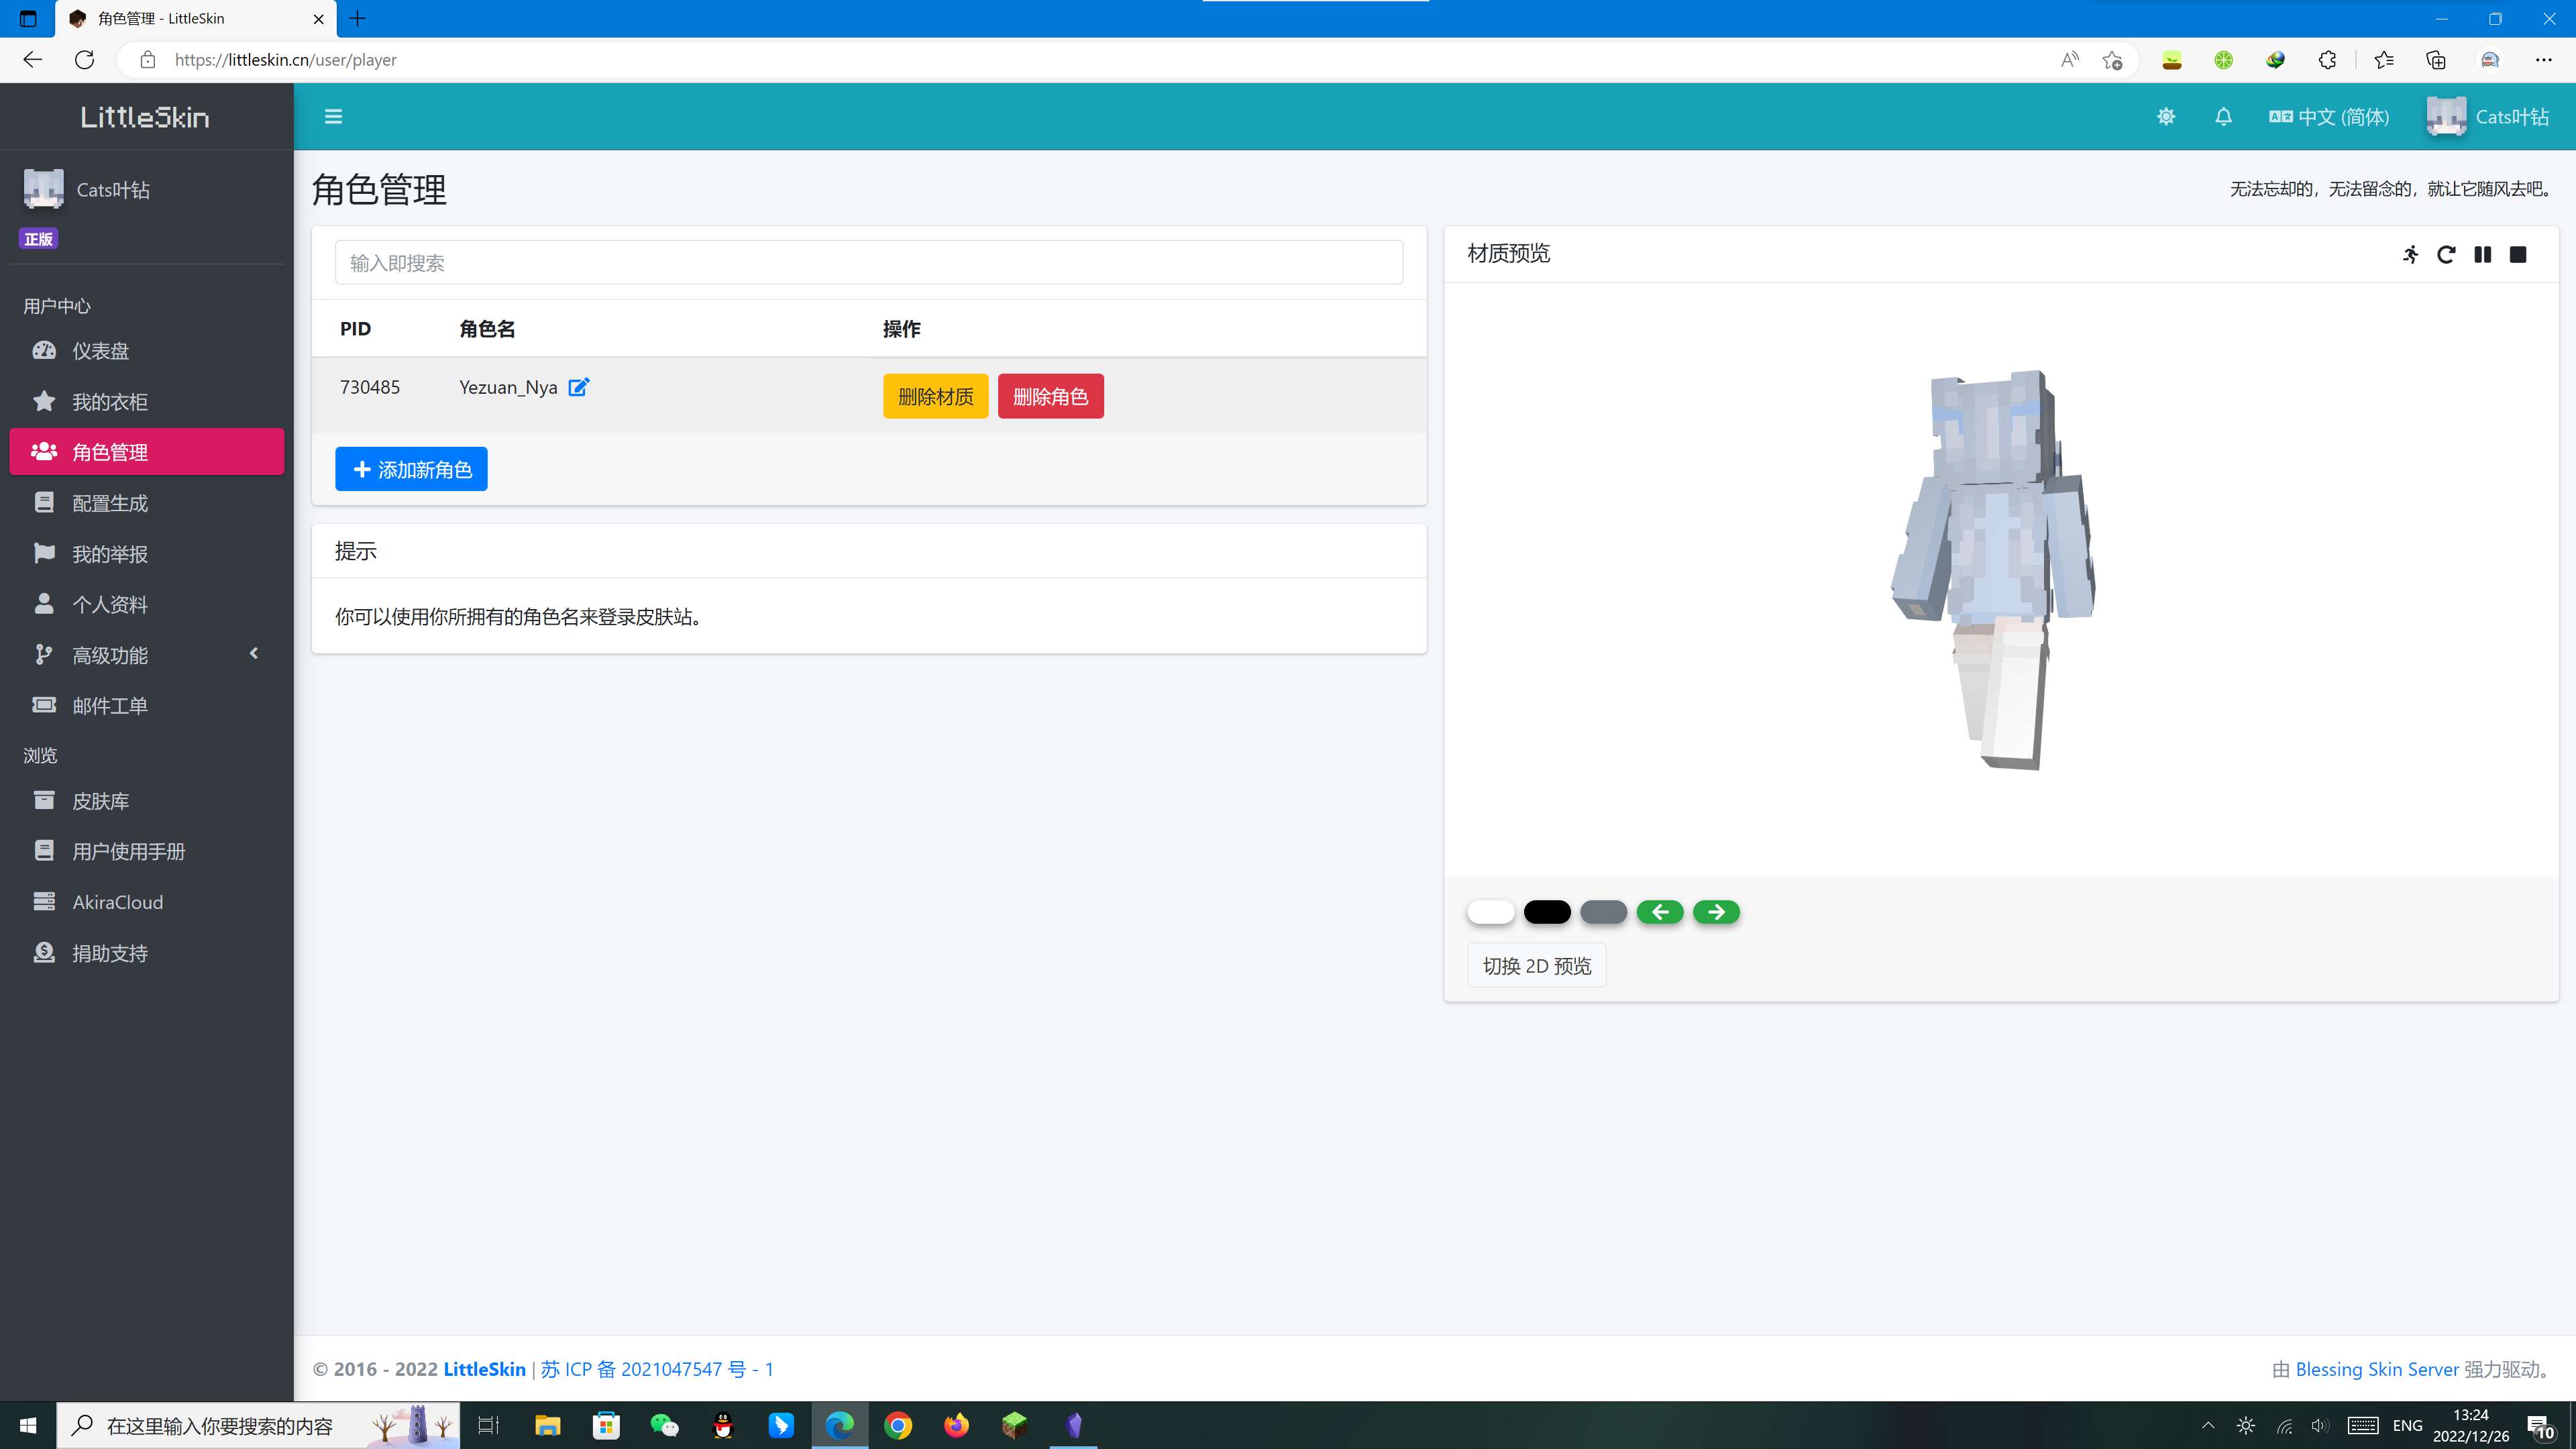 角色管理 - LittleSkin
https://littleskin.cn/user/player
LittleSkin
中文 (简体)
Cats叶钻
Cats叶钻
正版
用户中心
仪表盘
我的衣柜
角色管理
配置生成
我的举报
个人资料
高级功能
邮件工单
浏览
皮肤库
用户使用手册
AkiraCloud
捐助支持
角色管理
无法忘却的，无法留念的，就让它随风去吧。
输入即搜索
PID 角色名 操作
730485 Yezuan_Nya 删除材质 删除角色
添加新角色
提示
你可以使用你所拥有的角色名来登录皮肤站。
材质预览
切换 2D 预览
© 2016 - 2022 LittleSkin | 苏 ICP 备 2021047547 号 - 1
由 Blessing Skin Server 强力驱动。
在这里输入你要搜索的内容
ENG
13:24
2022/12/26
10